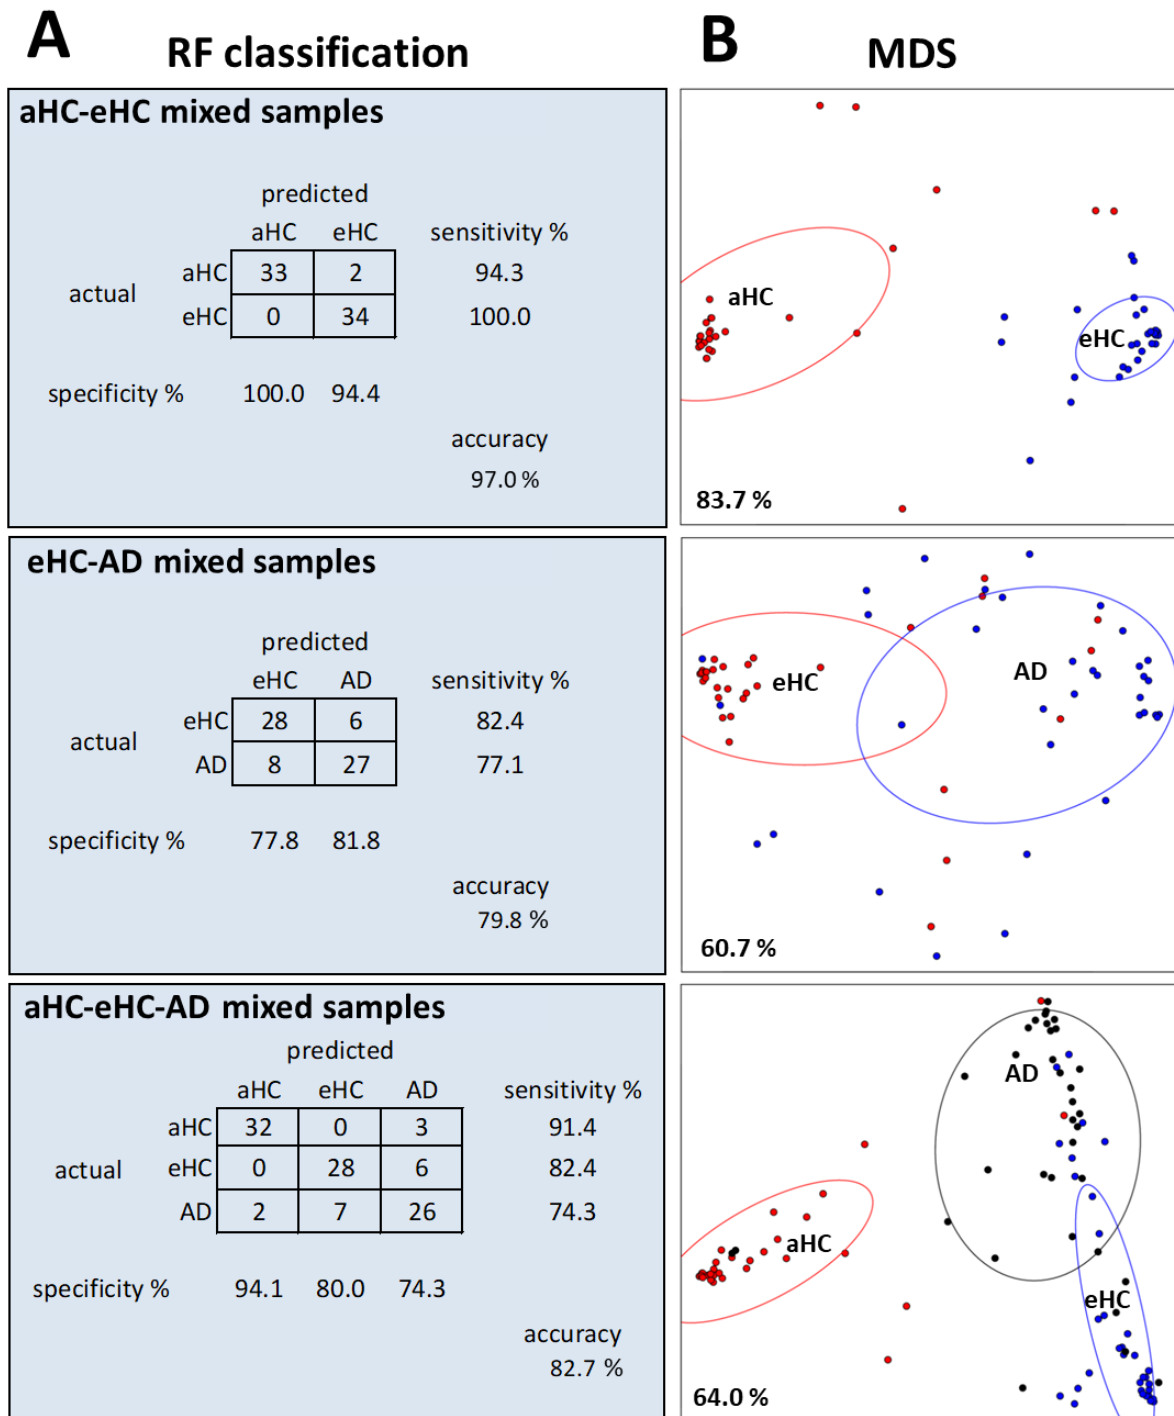 A RF classification
B MDS
aHC-eHC mixed samples
predicted
aHC eHC sensitivity %
actual
aHC 33 2 94.3
eHC 0 34 100.0
specificity % 100.0 94.4
accuracy
97.0 %
aHC
eHC
83.7 %
eHC-AD mixed samples
predicted
eHC AD sensitivity %
actual
eHC 28 6 82.4
AD 8 27 77.1
specificity % 77.8 81.8
accuracy
79.8 %
eHC
AD
60.7 %
aHC-eHC-AD mixed samples
predicted
aHC eHC AD sensitivity %
aHC 32 0 3 91.4
actual eHC 0 28 6 82.4
AD 2 7 26 74.3
specificity % 94.1 80.0 74.3
accuracy
82.7 %
AD
aHC
eHC
64.0 %